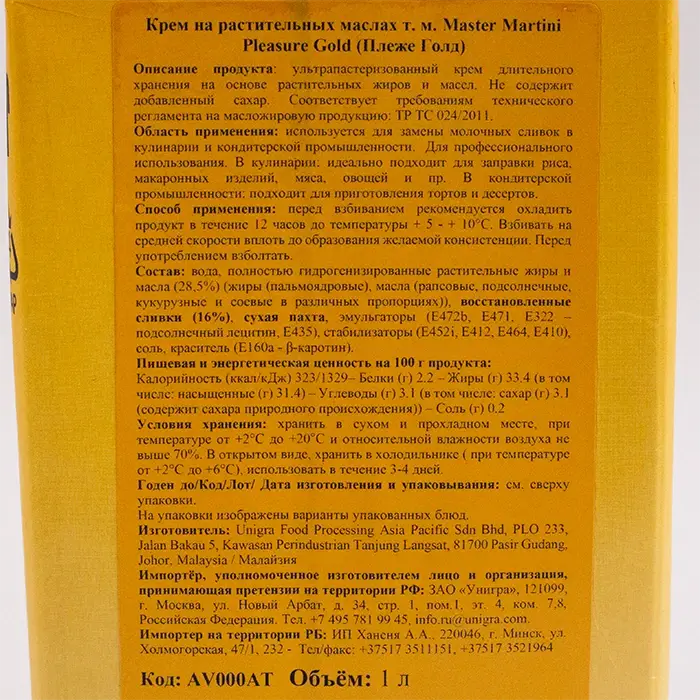 Крем на растительных маслах т. м. Master Martini
Pleasure Gold (Плеже Голд)
Описание продукта: ультрапастеризованный крем длительного
хранения на основе растительных жиров и масел. Не содержит
добавленный сахар. Соответствует требованиям технического
регламента на масложировую продукцию: ТР ТС 024/2011.
Область применения: используется для замены молочных сливок в
кулинарии и кондитерской промышленности. Для профессионального
использования. В кулинарии: идеально подходит для заправки риса,
макаронных изделий, мяса, овощей и пр. В кондитерской
промышленности: подходит для приготовления тортов и десертов.
Способ применения: перед взбиванием рекомендуется охладить
продукт в течение 12 часов до температуры + 5 - + 10°С. Взбивать на
средней скорости вплоть до образования желаемой консистенции. Перед
употреблением взболтать.
Состав: вода, полностью гидрогенизированные растительные жиры и
масла (28,5%) (жиры (пальмоядровые), масла (рапсовые, подсолнечные,
кукурузные и соевые в различных пропорциях)), восстановленные
сливки (16%), сухая пахта, эмульгаторы (Е472b, Е471, Е322 –
подсолнечный лецитин, Е435), стабилизаторы (Е452i, Е412, Е464, Е410),
соль, краситель (Е160а - β-каротин).
Пищевая и энергетическая ценность на 100 г продукта:
Калорийность (ккал/кДж) 323/1329– Белки (г) 2.2 – Жиры (г) 33.4 (в том
числе: насыщенные (г) 31.4) – Углеводы (г) 3.1 (в том числе: сахар (г) 3.1
(содержит сахара природного происхождения)) – Соль (г) 0.2
Условия хранения: хранить в сухом и прохладном месте, при
температуре от +2°С до +20°С и относительной влажности воздуха не
выше 70%. В открытом виде, хранить в холодильнике ( при температуре
от +2°С до +6°С), использовать в течение 3-4 дней.
Годен до/Код/Лот/ Дата изготовления и упаковывания: см. сверху
упаковки.
На упаковки изображены варианты упакованных блюд.
Изготовитель: Unigra Food Processing Asia Pacific Sdn Bhd, PLO 233,
Jalan Bakau 5, Kawasan Perindustrian Tanjung Langsat, 81700 Pasir Gudang,
Johor, Malaysia / Малайзия
Импортёр, уполномоченное изготовителем лицо и организация,
принимающая претензии на территории РФ: ЗАО «Унигра», 121099,
г. Москва, ул. Новый Арбат, д. 34, стр. 1, пом.1, эт. 4, ком. 7,8,
Российская Федерация. Тел. +7 495 781 99 45, info.ru@unigra.com
Импортер на территории РБ: ИП Хансня А.А., 220046, г. Минск, ул.
Холмогорская, 47/1, 232 - Тел/факс: +37517 3511151, +37517 3521964
Код: AV000AT Объём: 1 л